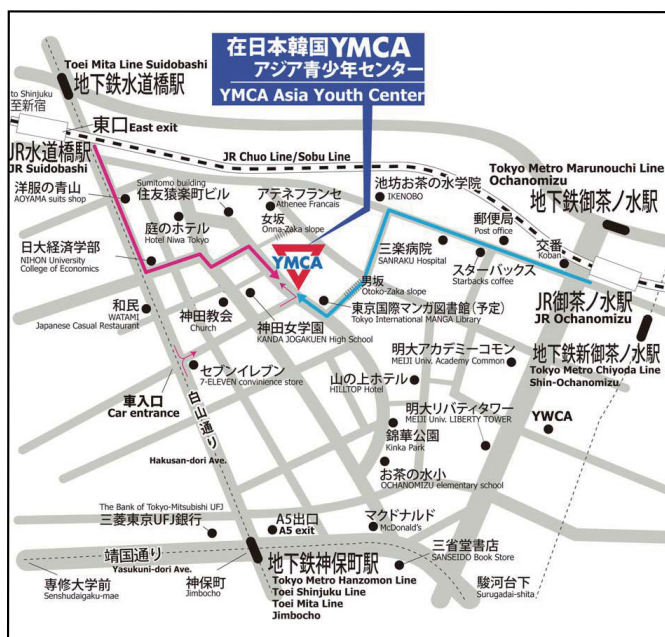 在日本韓国YMCA
アジア青少年センター
YMCA Asia Youth Center
Toei Mita Line Suidobashi
地下鉄水道橋駅
to Shinjuku
至新宿
東口 East exit
JR水道橋駅
JR Suidobashi
JR Chuo Line/Sobu Line
Tokyo Metro Marunouchi Line
Ochanomizu
地下鉄御茶ノ水駅
洋服の青山
AOYAMA suits shop
Sumitomo building
住友猿楽町ビル
アテネフランセ
Athenee Francais
池坊お茶の水学院
IKENOBO
庭のホテル
Hotel Niwa Tokyo
女坂
Onna-Zaka slope
郵便局
Post office
交番
Koban
日大経済学部
NIHON University
College of Economics
YMCA
三楽病院
SANRAKU Hospital
スターバックス
Starbacks coffee
男坂
Otoko-Zaka slope
JR御茶ノ水駅
JR Ochanomizu
和民
WATAMI
Japanese Casual Restaurant
神田教会
Church
神田女学園
KANDA JOGAKUEN High School
東京国際マンガ図書館(予定)
Tokyo International MANGA Library
地下鉄新御茶ノ水駅
Tokyo Metro Chiyoda Line
Shin-Ochanomizu
明大アカデミーコモン
MEIJI Univ. Academy Common
セブンイレブン
7-ELEVEN convinience store
山の上ホテル
HILLTOP Hotel
車入口
Car entrance
白山通り
Hakusan-dori Ave.
明大リバティタワー
MEIJI Univ. LIBERTY TOWER
YWCA
錦華公園
Kinka Park
お茶の水小
OCHANOMIZU elementary school
The Bank of Tokyo-Mitsubishi UFJ
三菱東京UFJ銀行
A5出口
A5 exit
マクドナルド
McDonald's
靖国通り
Yasukuni-dori Ave.
三省堂書店
SANSEIDO Book Store
専修大学前
Senshudaigaku-mae
神保町
Jimbocho
地下鉄神保町駅
Tokyo Metro Hanzomon Line
Toei Shinjuku Line
Toei Mita Line
Jimbocho
駿河台下
Surugadai-shita